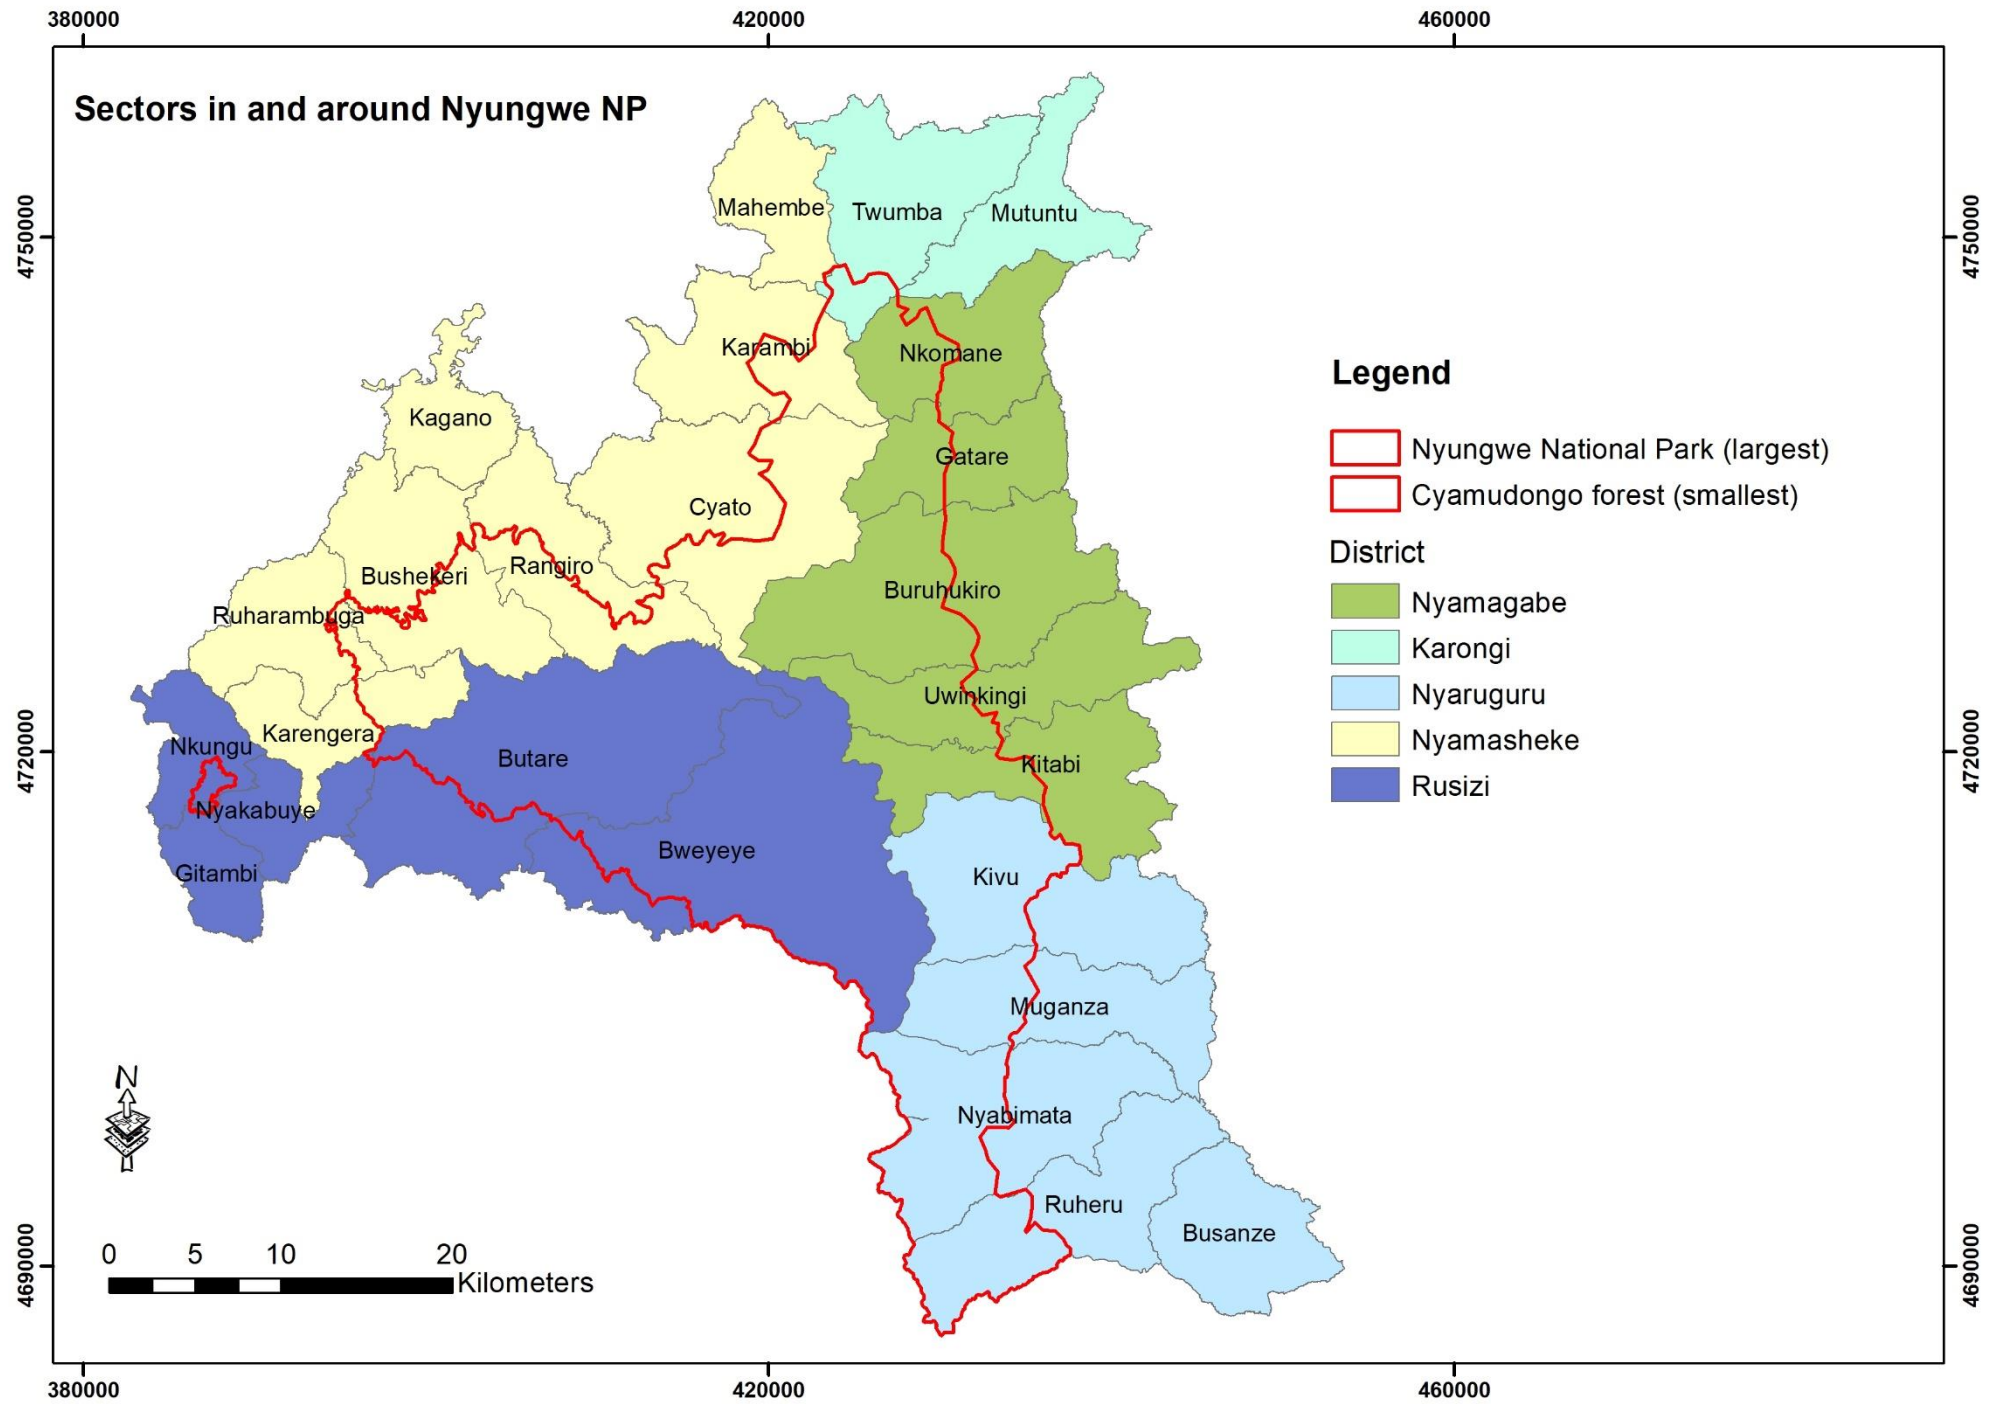 380000
420000
460000
Sectors in and around Nyungwe NP
4750000
4750000
Mahembe
Twumba
Mutuntu
Karambi
Nkomane
Kagano
Gatare
Cyato
Bushekeri
Rangiro
Buruhukiro
Ruharambuga
Uwinkingi
Karengera
Nkungu
Butare
Kitabi
Nyakabuye
Bweyeye
Gitambi
Kivu
Muganza
Nyabimata
Ruheru
Busanze
Legend
Nyungwe National Park (largest)
Cyamudongo forest (smallest)
District
Nyamagabe
Karongi
Nyaruguru
Nyamasheke
Rusizi
4720000
4720000
N
0 5 10 20
Kilometers
4690000
4690000
380000
420000
460000